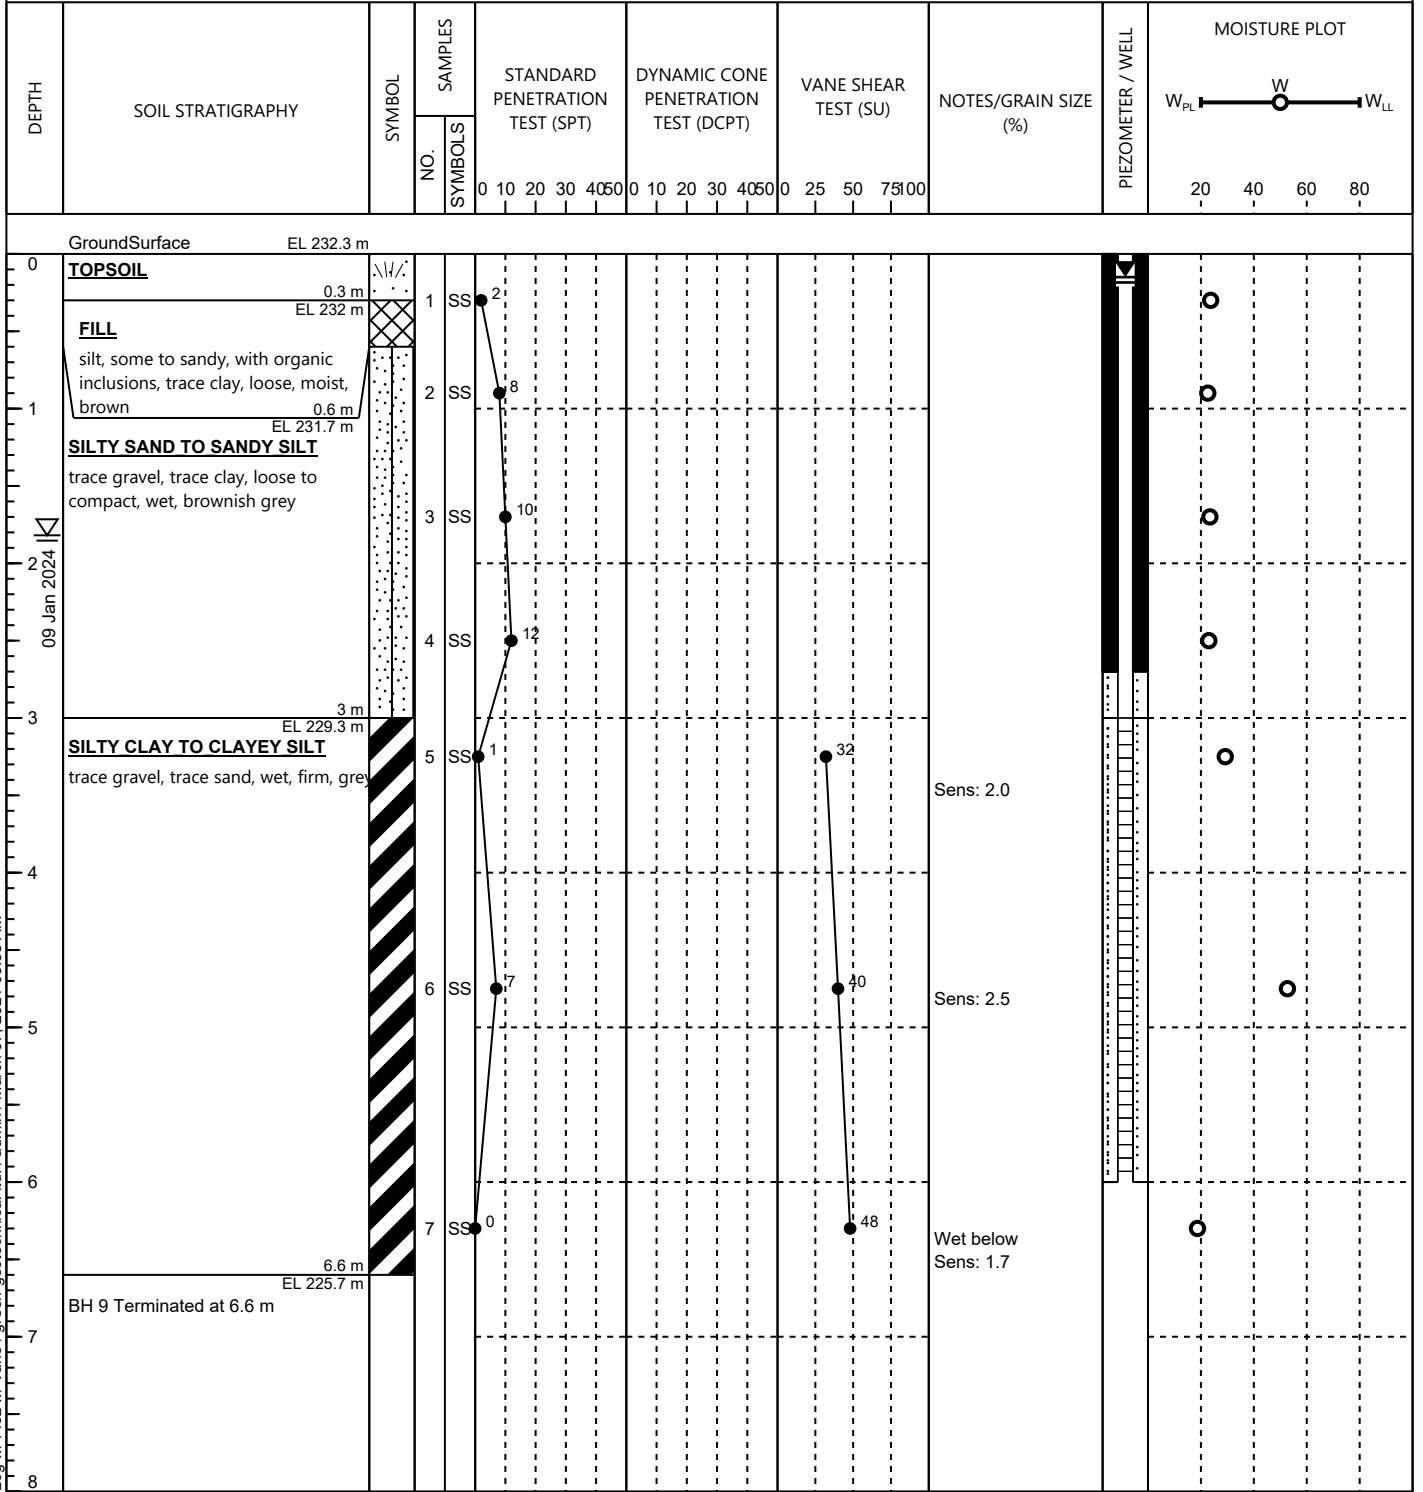 DEPTH
SOIL STRATIGRAPHY
SYMBOL
SAMPLES
NO.
SYMBOLS
STANDARD
PENETRATION
TEST (SPT)
0 10 20 30 40 50
DYNAMIC CONE
PENETRATION
TEST (DCPT)
0 10 20 30 40 50
VANE SHEAR
TEST (SU)
0 25 50 75 100
NOTES/GRAIN SIZE
(%)
PIEZOMETER / WELL
MOISTURE PLOT
W
WPL WLL
20 40 60 80
GroundSurface EL 232.3 m
0
TOPSOIL
0.3 m
EL 232 m
1 SS 2
FILL
silt, some to sandy, with organic
inclusions, trace clay, loose, moist,
brown 0.6 m
EL 231.7 m
2 SS 8
1
SILTY SAND TO SANDY SILT
trace gravel, trace clay, loose to
compact, wet, brownish grey
3 SS 10
2
09 Jan 2024
4 SS 12
3 m
3
EL 229.3 m
SILTY CLAY TO CLAYEY SILT
trace gravel, trace sand, wet, firm, grey
5 SS 1 32
Sens: 2.0
4
6 SS 7 40
Sens: 2.5
5
6
7 SS 0 48
Wet below
Sens: 1.7
6.6 m
EL 225.7 m
BH 9 Terminated at 6.6 m
7
8